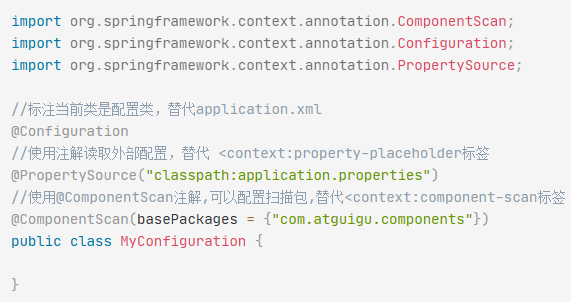 import org.springframework.context.annotation.ComponentScan;
import org.springframework.context.annotation.Configuration;
import org.springframework.context.annotation.PropertySource;
//标注当前类是配置类，替代application.xml
@Configuration
//使用注解读取外部配置，替代 <context:property-placeholder标签
@PropertySource("classpath:application.properties")
//使用@ComponentScan注解,可以配置扫描包,替代<context:component-scan标签
@ComponentScan(basePackages = {"com.atguigu.components"})
public class MyConfiguration {
}